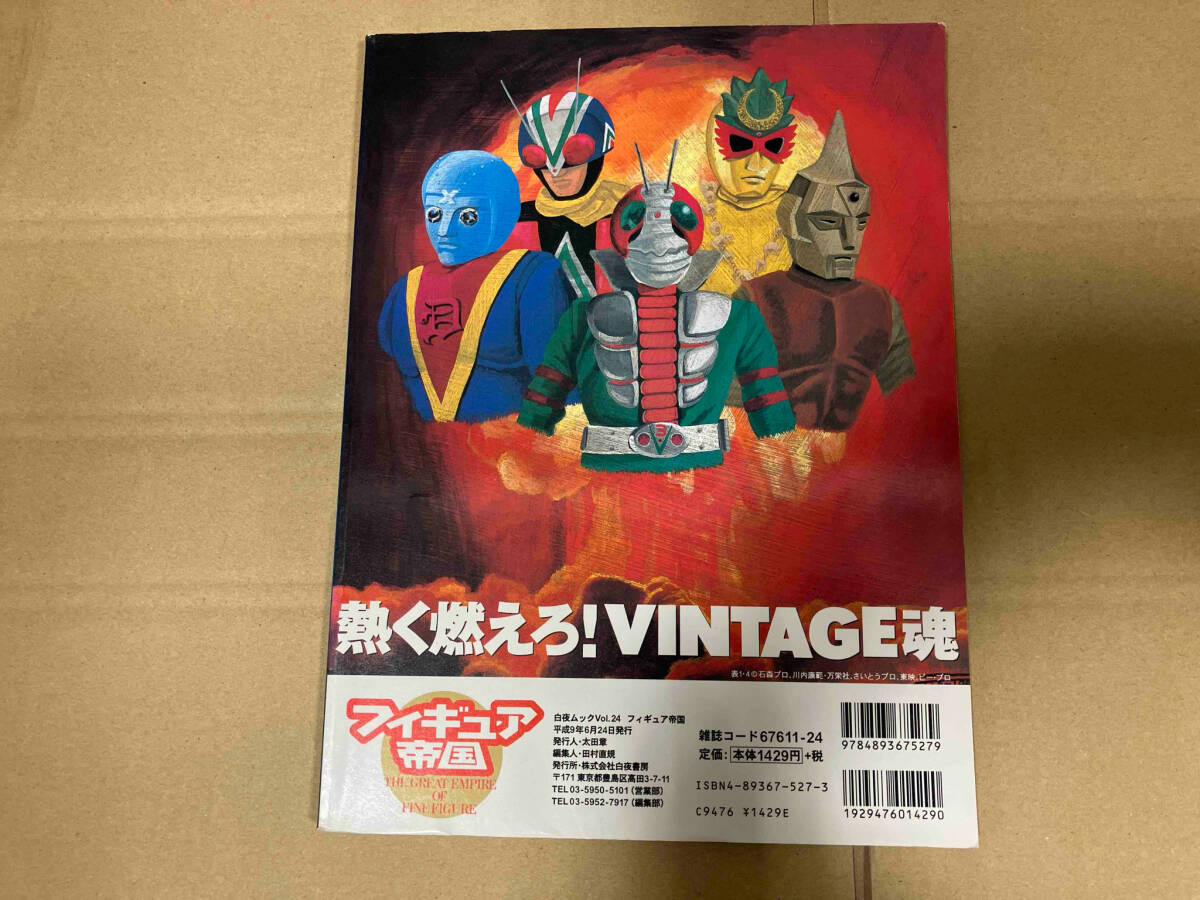 熱く燃えろ!VINTAGE魂
表1・4©石森プロ、川内康範・万栄社、さいとうプロ、東映、ピー・プロ
フィギュア
帝国
THE GREAT EMPIRE
OF
FINE FIGURE
白夜ムックVol.24 フィギュア帝国
平成9年6月24日発行
発行人・太田章
編集人・田村直規
発行所・株式会社白夜書房
〒171 東京都豊島区高田3-7-11
TEL03-5950-5101(営業部)
TEL03-5952-7917(編集部)
雑誌コード67611-24
定価:本体1429円+税
ISBN4-89367-527-3
C9476 ¥1429E
9784893675279
1929476014290